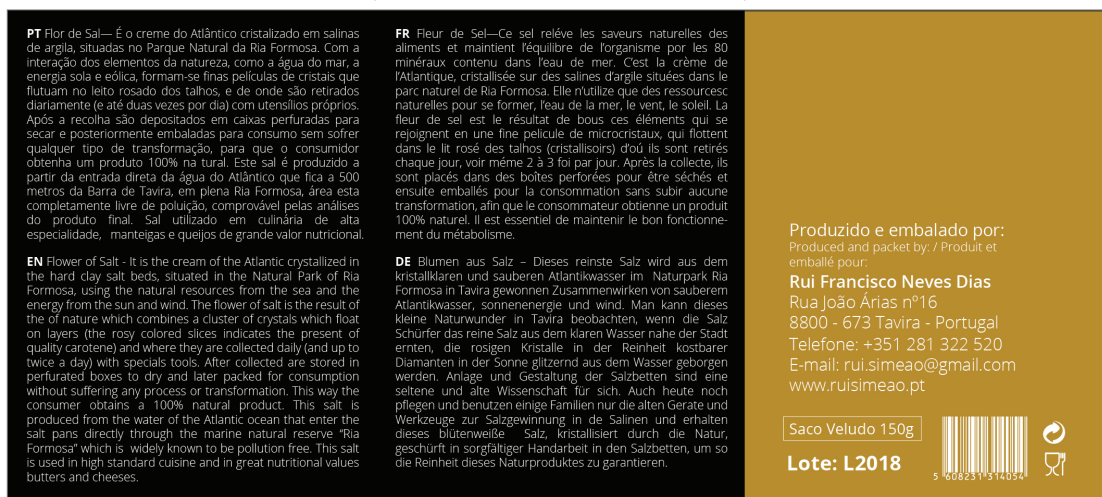 PT Flor de Sal— É o creme do Atlântico cristalizado em salinas
de argila, situadas no Parque Natural da Ria Formosa. Com a
interação dos elementos da natureza, como a água do mar, a
energia sola e eólica, formam-se finas películas de cristais que
flutuam no leito rosado dos talhos, e de onde são retirados
diariamente (e até duas vezes por dia) com utensílios próprios.
Após a recolha são depositados em caixas perfuradas para
secar e posteriormente embaladas para consumo sem sofrer
qualquer tipo de transformação, para que o consumidor
obtenha um produto 100% na tural. Este sal é produzido a
partir da entrada direta da água do Atlântico que fica a 500
metros da Barra de Tavira, em plena Ria Formosa, área esta
completamente livre de poluição, comprovável pelas análises
do produto final. Sal utilizado em culinária de alta
especialidade, manteigas e queijos de grande valor nutricional.
EN Flower of Salt - It is the cream of the Atlantic crystallized in
the hard clay salt beds, situated in the Natural Park of Ria
Formosa, using the natural resources from the sea and the
energy from the sun and wind. The flower of salt is the result of
the of nature which combines a cluster of crystals which float
on layers (the rosy colored slices indicates the present of
quality carotene) and where they are collected daily (and up to
twice a day) with specials tools. After collected are stored in
perfurated boxes to dry and later packed for consumption
without suffering any process or transformation. This way the
consumer obtains a 100% natural product. This salt is
produced from the water of the Atlantic ocean that enter the
salt pans directly through the marine natural reserve “Ria
Formosa” which is widely known to be pollution free. This salt
is used in high standard cuisine and in great nutritional values
butters and cheeses.
FR Fleur de Sel—Ce sel reléve les saveurs naturelles des
aliments et maintient l’équilibre de l’organisme por les 80
minéraux contenu dans l’eau de mer. C’est la crème de
l’Atlantique, cristallisée sur des salines d’argile situées dans le
parc naturel de Ria Formosa. Elle n’utilize que des ressourcesc
naturelles pour se former, l’eau de la mer, le vent, le soleil. La
fleur de sel est le résultat de bous ces éléments qui se
rejoignent en une fine pelicule de microcristaux, qui flottent
dans le lit rosé des talhos (cristallisoirs) d’oú ils sont retirés
chaque jour, voir méme 2 à 3 foi par jour. Après la collecte, ils
sont placés dans des boîtes perforées pour être séchés et
ensuite emballés pour la consommation sans subir aucune
transformation, afin que le consommateur obtienne un produit
100% naturel. Il est essentiel de maintenir le bon fonctionne-
ment du métabolisme.
DE Blumen aus Salz – Dieses reinste Salz wird aus dem
kristallklaren und sauberen Atlantikwasser im Naturpark Ria
Formosa in Tavira gewonnen Zusammenwirken von sauberem
Atlantikwasser, sonnenenergie und wind. Man kann dieses
kleine Naturwunder in Tavira beobachten, wenn die Salz
Schürfer das reine Salz aus dem klaren Wasser nahe der Stadt
ernten, die rosigen Kristalle in der Reinheit kostbarer
Diamanten in der Sonne glitzernd aus dem Wasser geborgen
werden. Anlage und Gestaltung der Salzbetten sind eine
seltene und alte Wissenschaft für sich. Auch heute noch
pflegen und benutzen einige Familien nur die alten Gerate und
Werkzeuge zur Salzgewinnung in de Salinen und erhalten
dieses blütenweiße Salz, kristallisiert durch die Natur,
geschürft in sorgfältiger Handarbeit in den Salzbetten, um so
die Reinheit dieses Naturproduktes zu garantieren.
Produzido e embalado por:
Produced and packet by: / Produit et
emballé pour:
Rui Francisco Neves Dias
Rua João Árias nº16
8800 - 673 Tavira - Portugal
Telefone: +351 281 322 520
E-mail: rui.simeao@gmail.com
www.ruisimeao.pt
Saco Veludo 150g
Lote: L2018
5 608231 314054